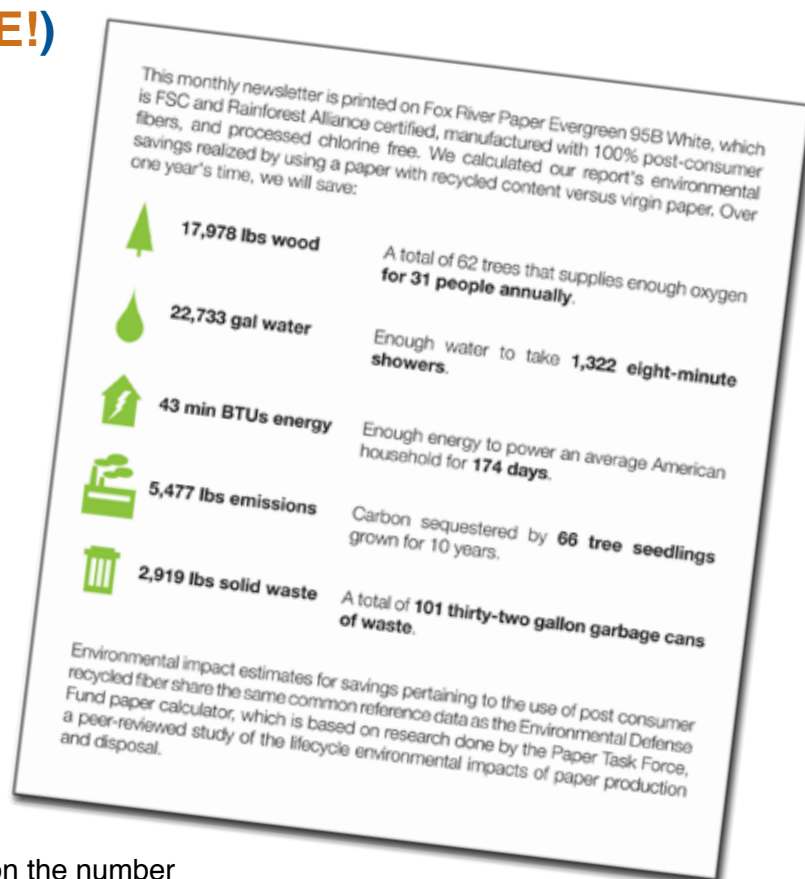 E!)
This monthly newsletter is printed on Fox River Paper Evergreen 95B White, which
is FSC and Rainforest Alliance certified, manufactured with 100% post-consumer
fibers, and processed chlorine free. We calculated our report's environmental
savings realized by using a paper with recycled content versus virgin paper. Over
one year's time, we will save:
17,978 lbs wood
A total of 62 trees that supplies enough oxygen
for 31 people annually.
22,733 gal water
Enough water to take 1,322 eight-minute
showers.
43 min BTUs energy
Enough energy to power an average American
household for 174 days.
5,477 lbs emissions
Carbon sequestered by 66 tree seedlings
grown for 10 years.
2,919 lbs solid waste
A total of 101 thirty-two gallon garbage cans
of waste.
Environmental impact estimates for savings pertaining to the use of post consumer
recycled fiber share the same common reference data as the Environmental Defense
Fund paper calculator, which is based on research done by the Paper Task Force,
a peer-reviewed study of the lifecycle environmental impacts of paper production
and disposal.
on the number